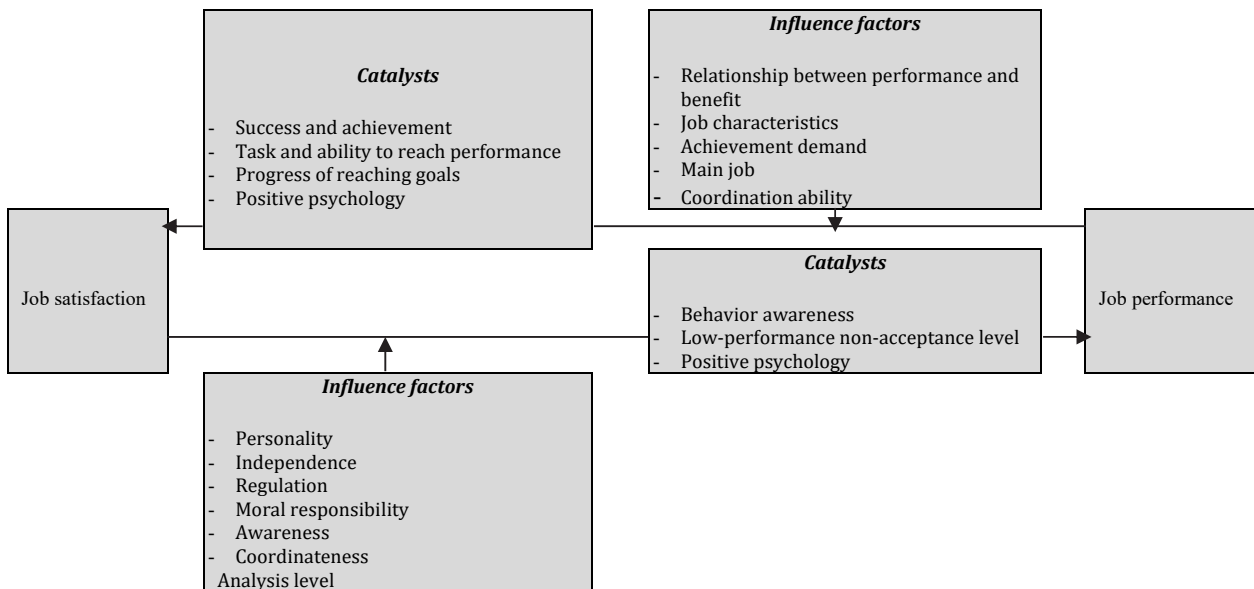 Catalysts
- Success and achievement
- Task and ability to reach performance
- Progress of reaching goals
- Positive psychology
Influence factors
- Relationship between performance and
benefit
- Job characteristics
- Achievement demand
- Main job
- Coordination ability
Job satisfaction
Catalysts
- Behavior awareness
- Low-performance non-acceptance level
- Positive psychology
Job performance
Influence factors
- Personality
- Independence
- Regulation
- Moral responsibility
- Awareness
- Coordinateness
Analysis level